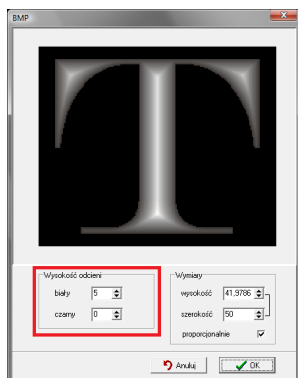 BMP
T
Wysokość odcieni
biały 5
czarny 0
Wymiary
wysokość 41,9786
szerokość 50
proporcjonalnie
Anuluj
OK